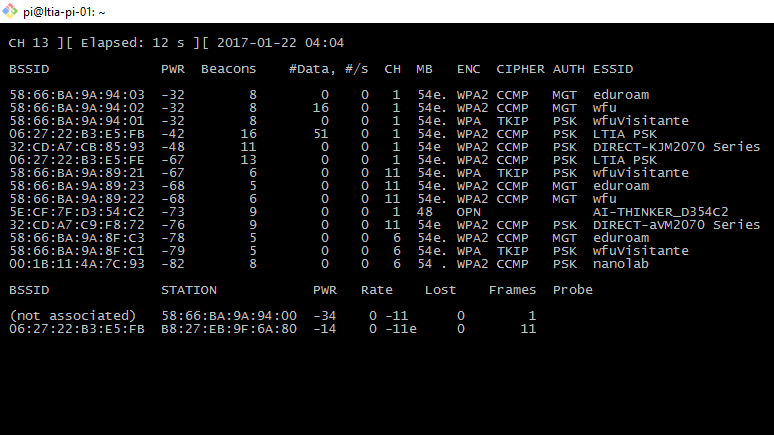 pi@ltia-pi-01: ~
CH 13 ][ Elapsed: 12 s ][ 2017-01-22 04:04
BSSID PWR Beacons #Data, #/s CH MB ENC CIPHER AUTH ESSID
58:66:BA:9A:94:03 -32 8 0 0 1 54e. WPA2 CCMP MGT eduroam
58:66:BA:9A:94:02 -32 8 16 0 1 54e. WPA2 CCMP MGT wfu
58:66:BA:9A:94:01 -32 8 0 0 1 54e. WPA TKIP PSK wfuVisitante
06:27:22:B3:E5:FB -42 16 51 0 1 54e. WPA2 CCMP PSK LTIA PSK
32:CD:A7:CB:85:93 -48 11 0 0 1 54e WPA2 CCMP PSK DIRECT-KJM2070 Series
06:27:22:B3:E5:FE -67 13 0 0 1 54e. WPA2 CCMP PSK LTIA PSK
58:66:BA:9A:89:21 -67 6 0 0 11 54e. WPA TKIP PSK wfuVisitante
58:66:BA:9A:89:23 -68 5 0 0 11 54e. WPA2 CCMP MGT eduroam
58:66:BA:9A:89:22 -68 6 0 0 11 54e. WPA2 CCMP MGT wfu
5E:CF:7F:D3:54:C2 -73 9 0 0 1 48 OPN AI-THINKER_D354C2
32:CD:A7:C9:F8:72 -76 9 0 0 11 54e WPA2 CCMP PSK DIRECT-aVM2070 Series
58:66:BA:9A:8F:C3 -78 5 0 0 6 54e. WPA2 CCMP MGT eduroam
58:66:BA:9A:8F:C1 -79 5 0 0 6 54e. WPA TKIP PSK wfuVisitante
00:1B:11:4A:7C:93 -82 8 0 0 6 54 . WPA2 CCMP PSK nanolab
BSSID STATION PWR Rate Lost Frames Probe
(not associated) 58:66:BA:9A:94:00 -34 0 -11 0 1
06:27:22:B3:E5:FB B8:27:EB:9F:6A:80 -14 0 -11e 0 11